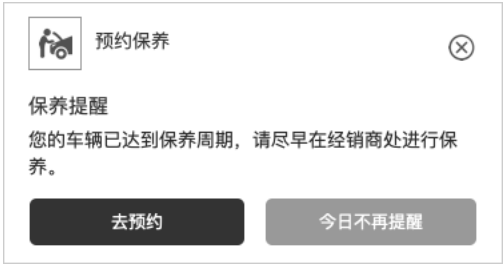 预约保养
保养提醒
您的车辆已达到保养周期，请尽早在经销商处进行保
养。
去预约
今日不再提醒